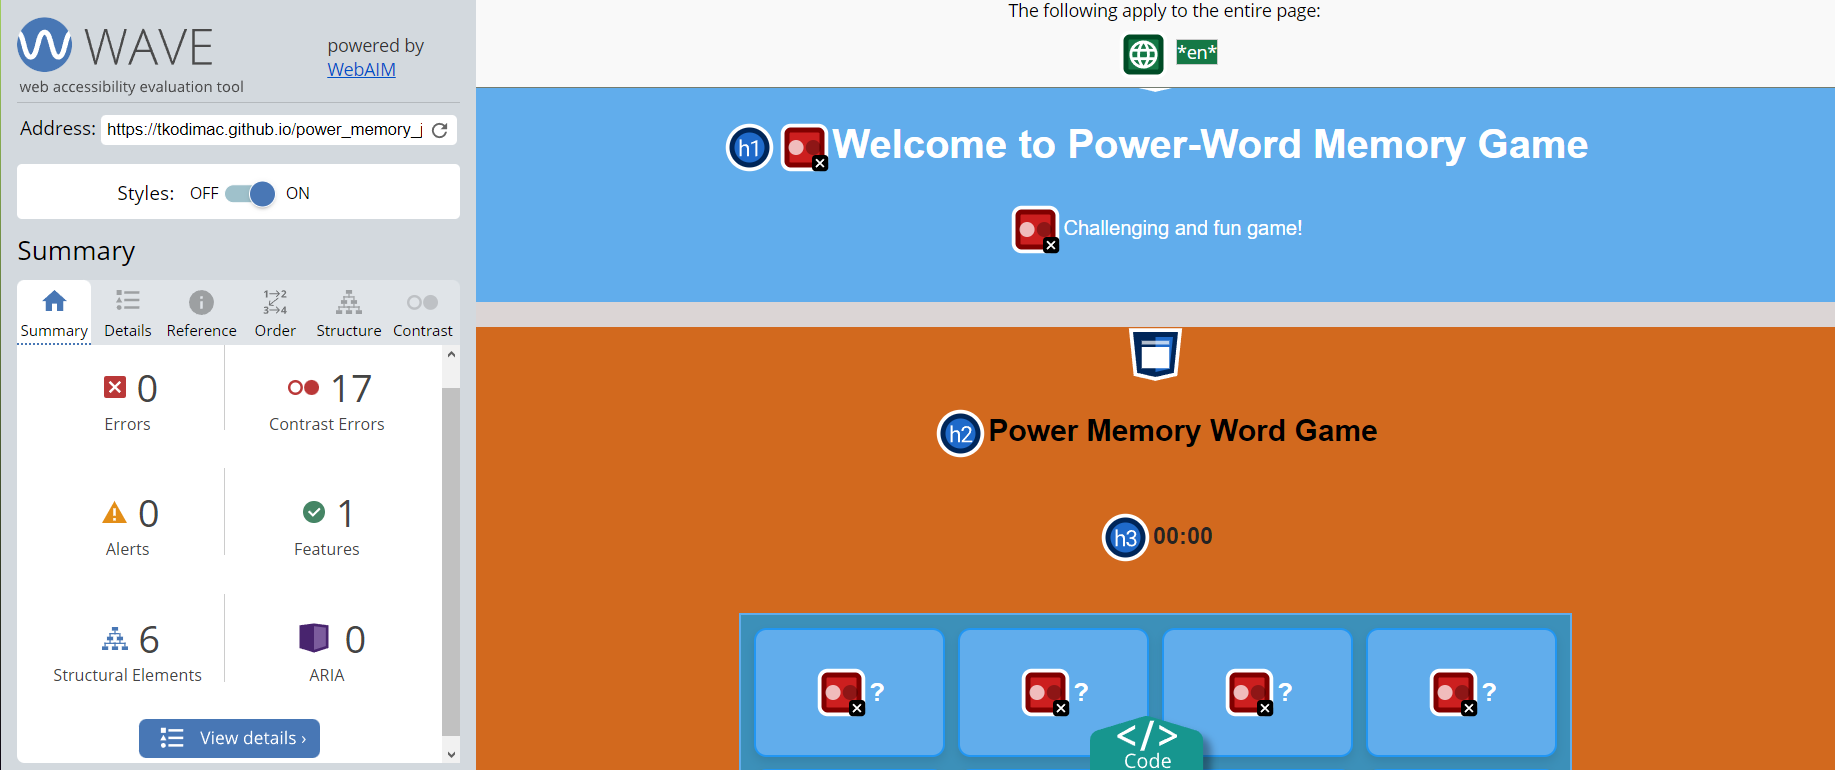 WAVE
web accessibility evaluation tool
powered by
WebAIM
Address: https://tkodimac.github.io/power_memory_j
Styles: OFF ON
Summary
Summary Details Reference Order Structure Contrast
0
Errors
17
Contrast Errors
0
Alerts
1
Features
6
Structural Elements
0
ARIA
View details ›
The following apply to the entire page:
*en*
h1 Welcome to Power-Word Memory Game
Challenging and fun game!
h2 Power Memory Word Game
h3 00:00
? ? ? ?
</> 
Code